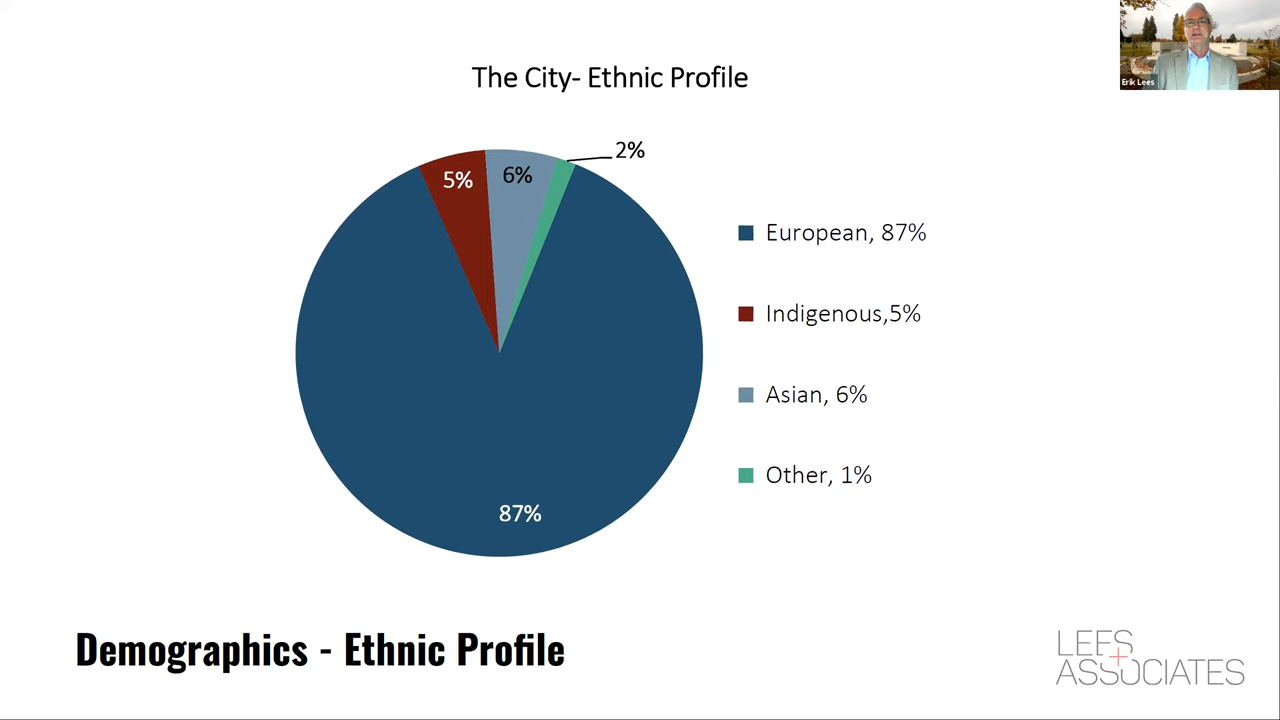 Erik Lees
The City- Ethnic Profile
2%
5%
6%
European, 87%
Indigenous,5%
Asian, 6%
Other, 1%
87%
Demographics - Ethnic Profile
LEES
+
ASSOCIATES